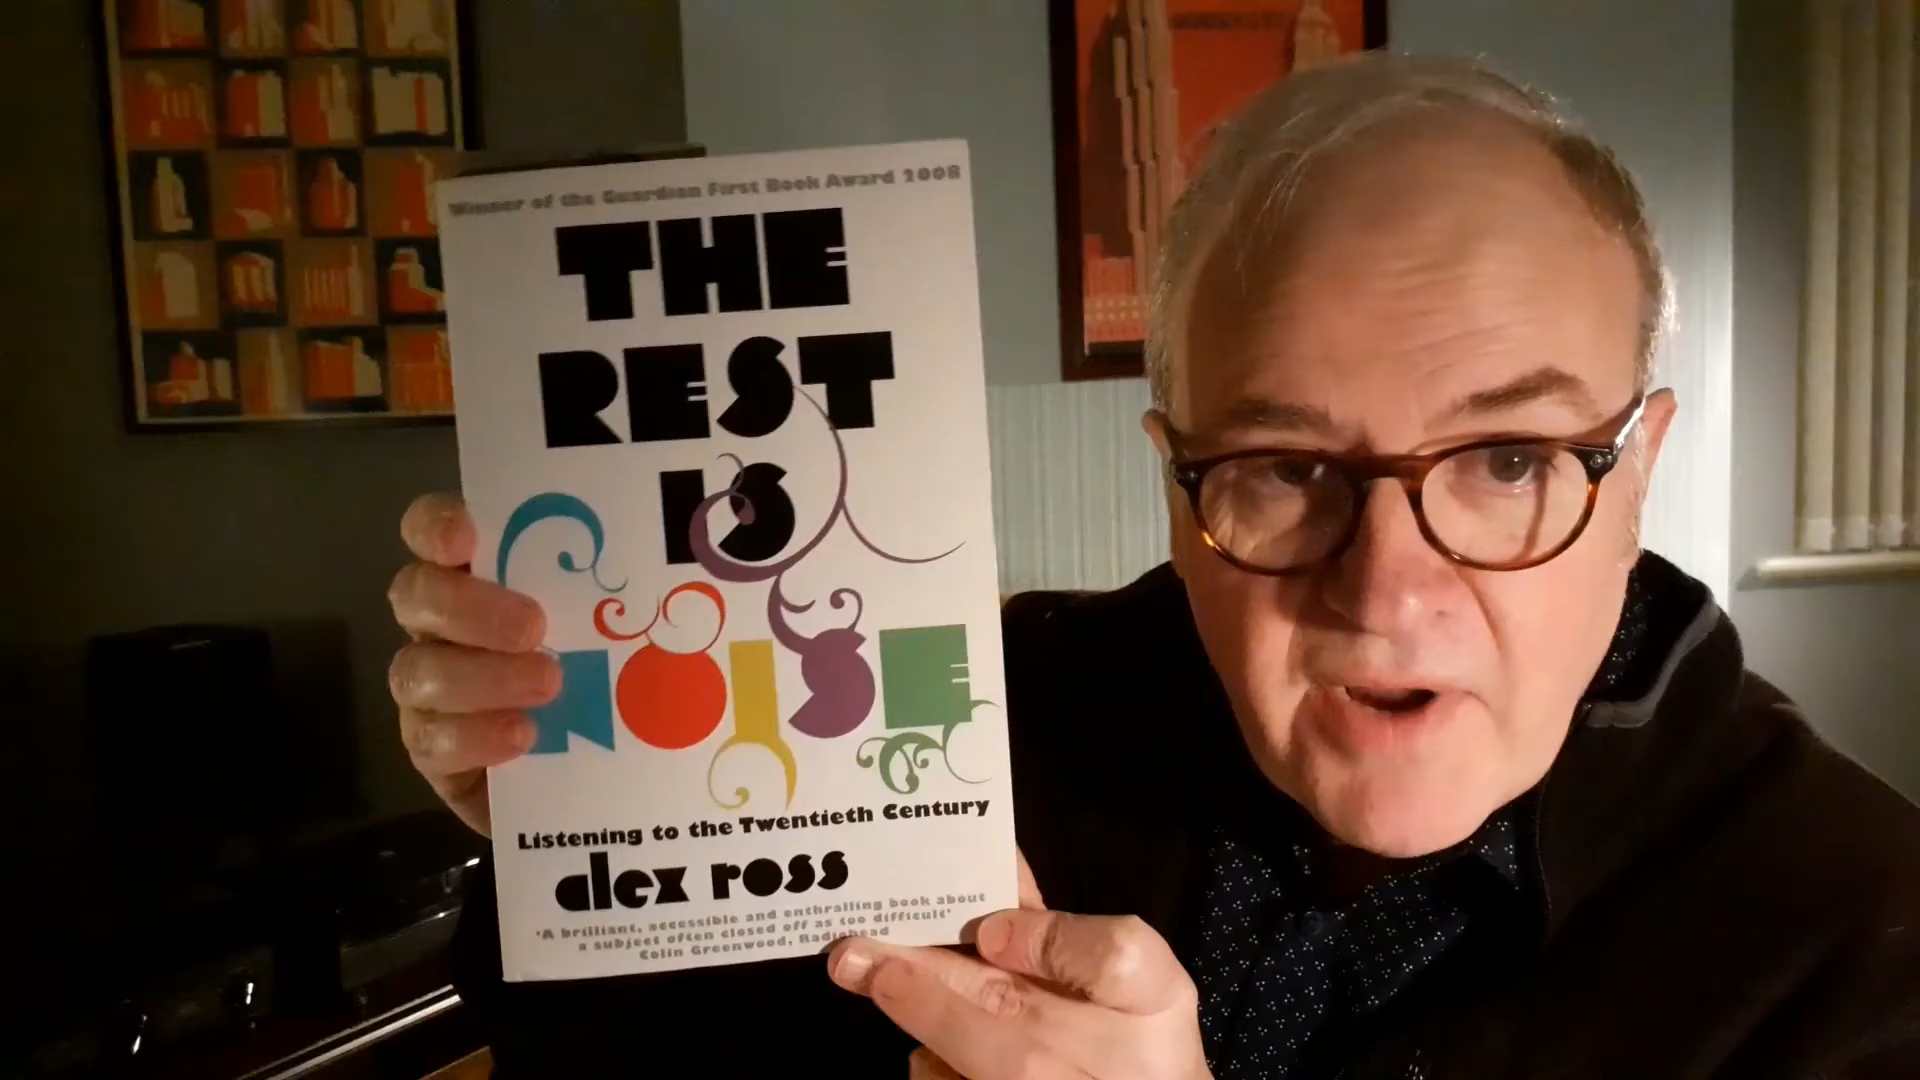 Winner of the Guardian First Book Award 2008
THE
REST
IS
NOISE
Listening to the Twentieth Century
alex ross
'A brilliant, accessible and enthralling book about
a subject often closed off as too difficult'
Colin Greenwood, Radiohead